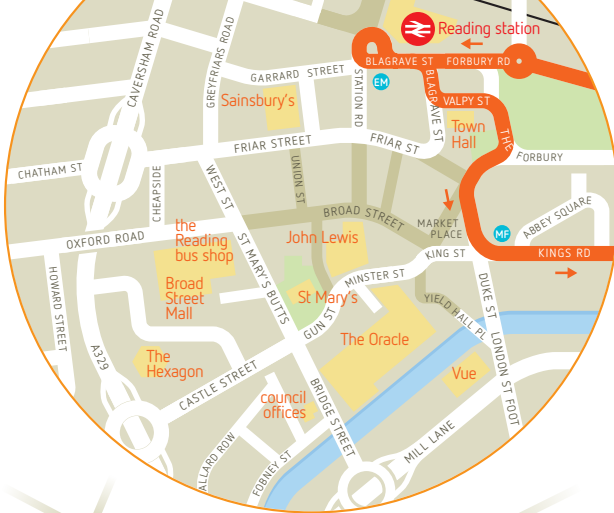 Reading station
CAVERSHAM ROAD
GREYFRIARS ROAD
BLAGRAVE ST
FORBURY RD
GARRARD STREET
EM
STATION RD
BLAGRAVE ST
VALPY ST
Sainsbury's
Town
Hall
THE
FORBURY
FRIAR STREET
FRIAR ST
CHATHAM ST
CHEAPSIDE
WEST ST
UNION ST
BROAD STREET
MARKET
PLACE
MF
ABBEY SQUARE
OXFORD ROAD
the
Reading
bus shop
John Lewis
KING ST
KINGS RD
HOWARD STREET
Broad
Street
Mall
ST MARY'S BUTTS
MINSTER ST
St Mary's
GUN ST
YIELD HALL PL
DUKE ST
LONDON ST
FOOT
The Oracle
A329
The
Hexagon
CASTLE STREET
Vue
council
offices
BRIDGE STREET
MILL LANE
ALLARD ROW
FOBNEY ST